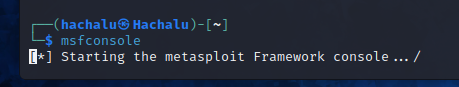 ┌──(hachalu㉿Hachalu)-[~]
└─$ msfconsole
[*] Starting the metasploit Framework console.../